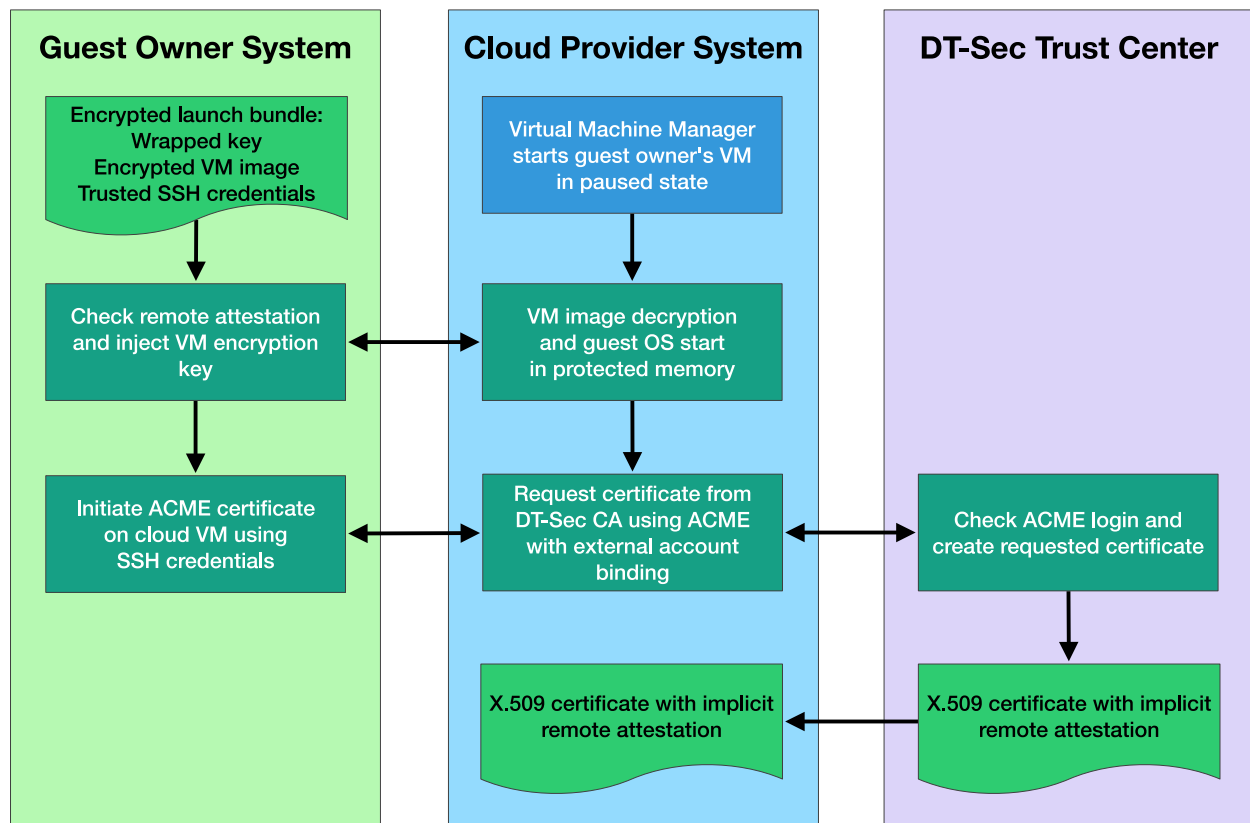 Guest Owner System
Encrypted launch bundle:
Wrapped key
Encrypted VM image
Trusted SSH credentials
Check remote attestation
and inject VM encryption
key
Initiate ACME certificate
on cloud VM using
SSH credentials
Cloud Provider System
Virtual Machine Manager
starts guest owner's VM
in paused state
VM image decryption
and guest OS start
in protected memory
Request certificate from
DT-Sec CA using ACME
with external account
binding
X.509 certificate with implicit
remote attestation
DT-Sec Trust Center
Check ACME login and
create requested certificate
X.509 certificate with implicit
remote attestation